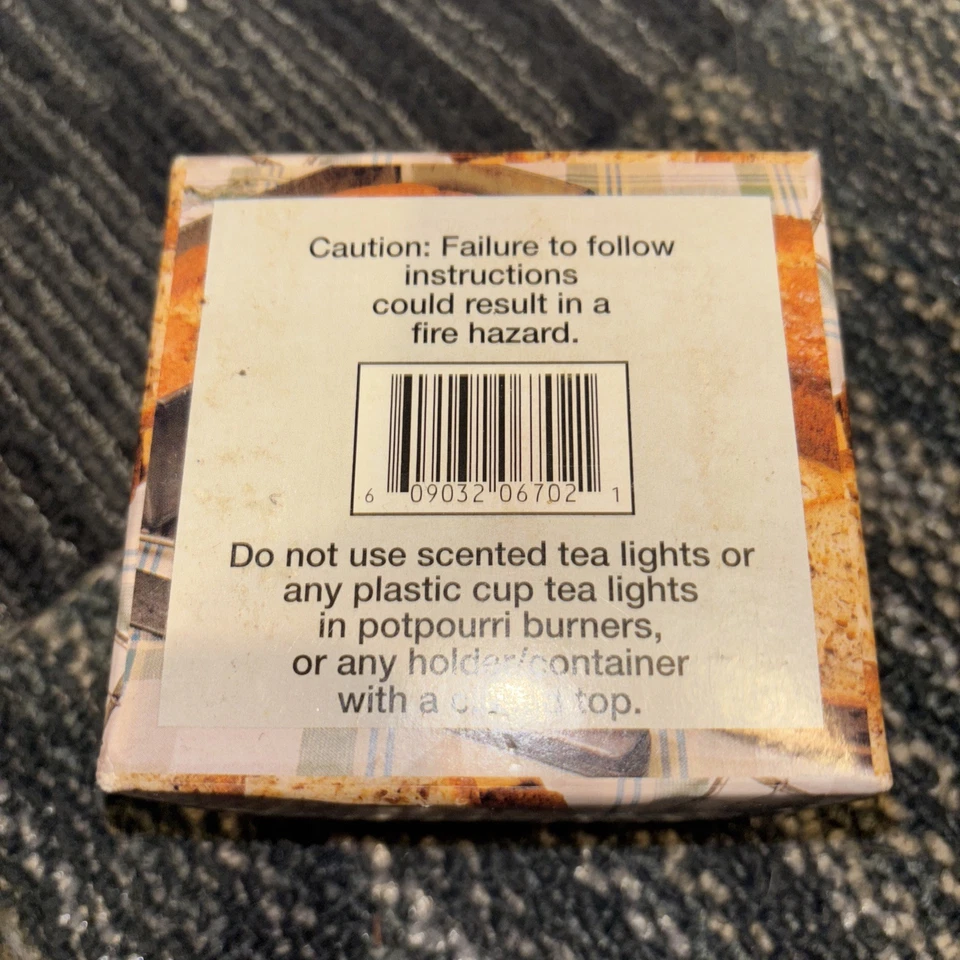 Caution: Failure to follow
instructions
could result in a
fire hazard.
6 09032 06702 1
Do not use scented tea lights or
any plastic cup tea lights
in potpourri burners,
or any holder/container
with a top.